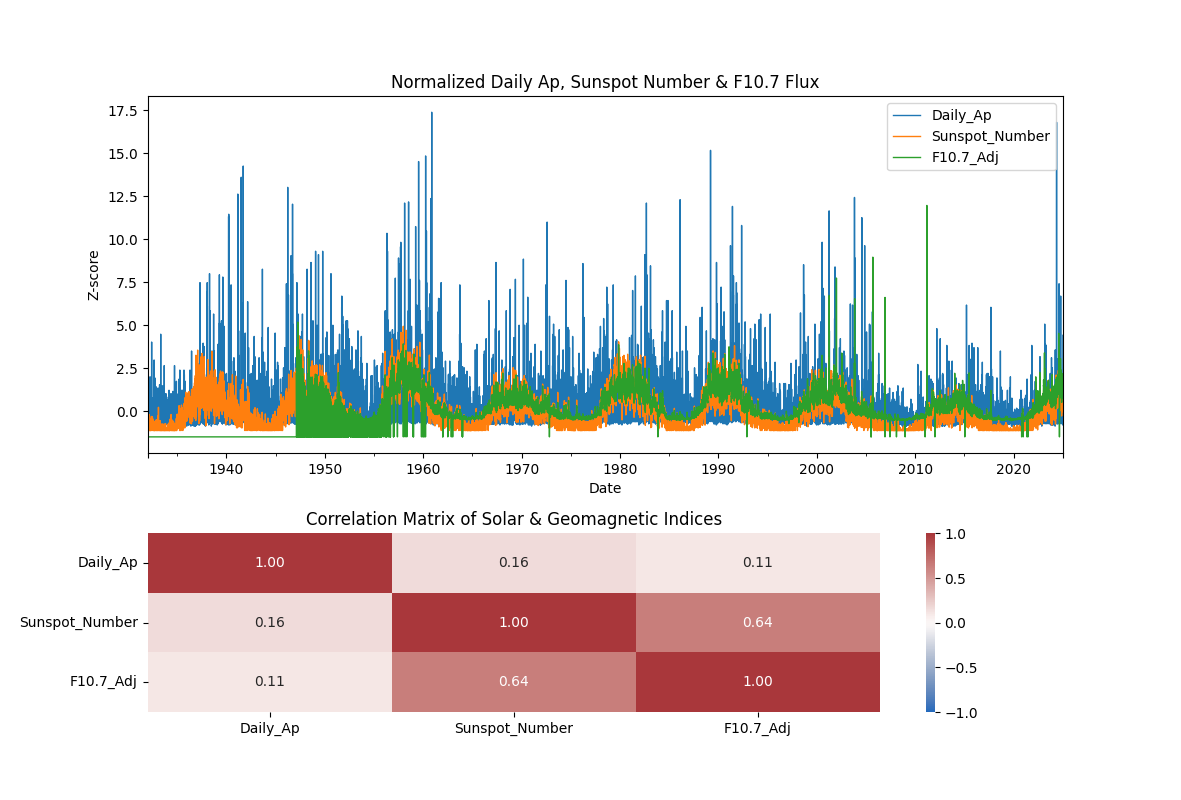 Normalized Daily Ap, Sunspot Number & F10.7 Flux
17.5
15.0
12.5
10.0
7.5
5.0
2.5
0.0
Z-score
Daily_Ap
Sunspot_Number
F10.7_Adj
1940 1950 1960 1970 1980 1990 2000 2010 2020
Date
Correlation Matrix of Solar & Geomagnetic Indices
Daily_Ap 1.00 0.16 0.11
Sunspot_Number 0.16 1.00 0.64
F10.7_Adj 0.11 0.64 1.00
Daily_Ap Sunspot_Number F10.7_Adj
1.0
0.5
0.0
−0.5
−1.0